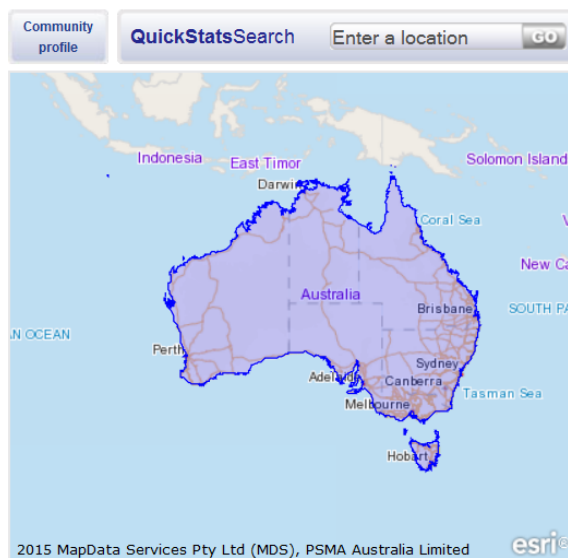 Community
profile
QuickStatsSearch
Enter a location
GO
Indonesia
East Timor
Solomon Island
Darwin
Coral Sea
New Ca
Australia
Brisbane
SOUTH PA
AN OCEAN
Perth
Sydney
Adelaide
Canberra
Tasman Sea
Melbourne
Hobart
2015 MapData Services Pty Ltd (MDS), PSMA Australia Limited
esri